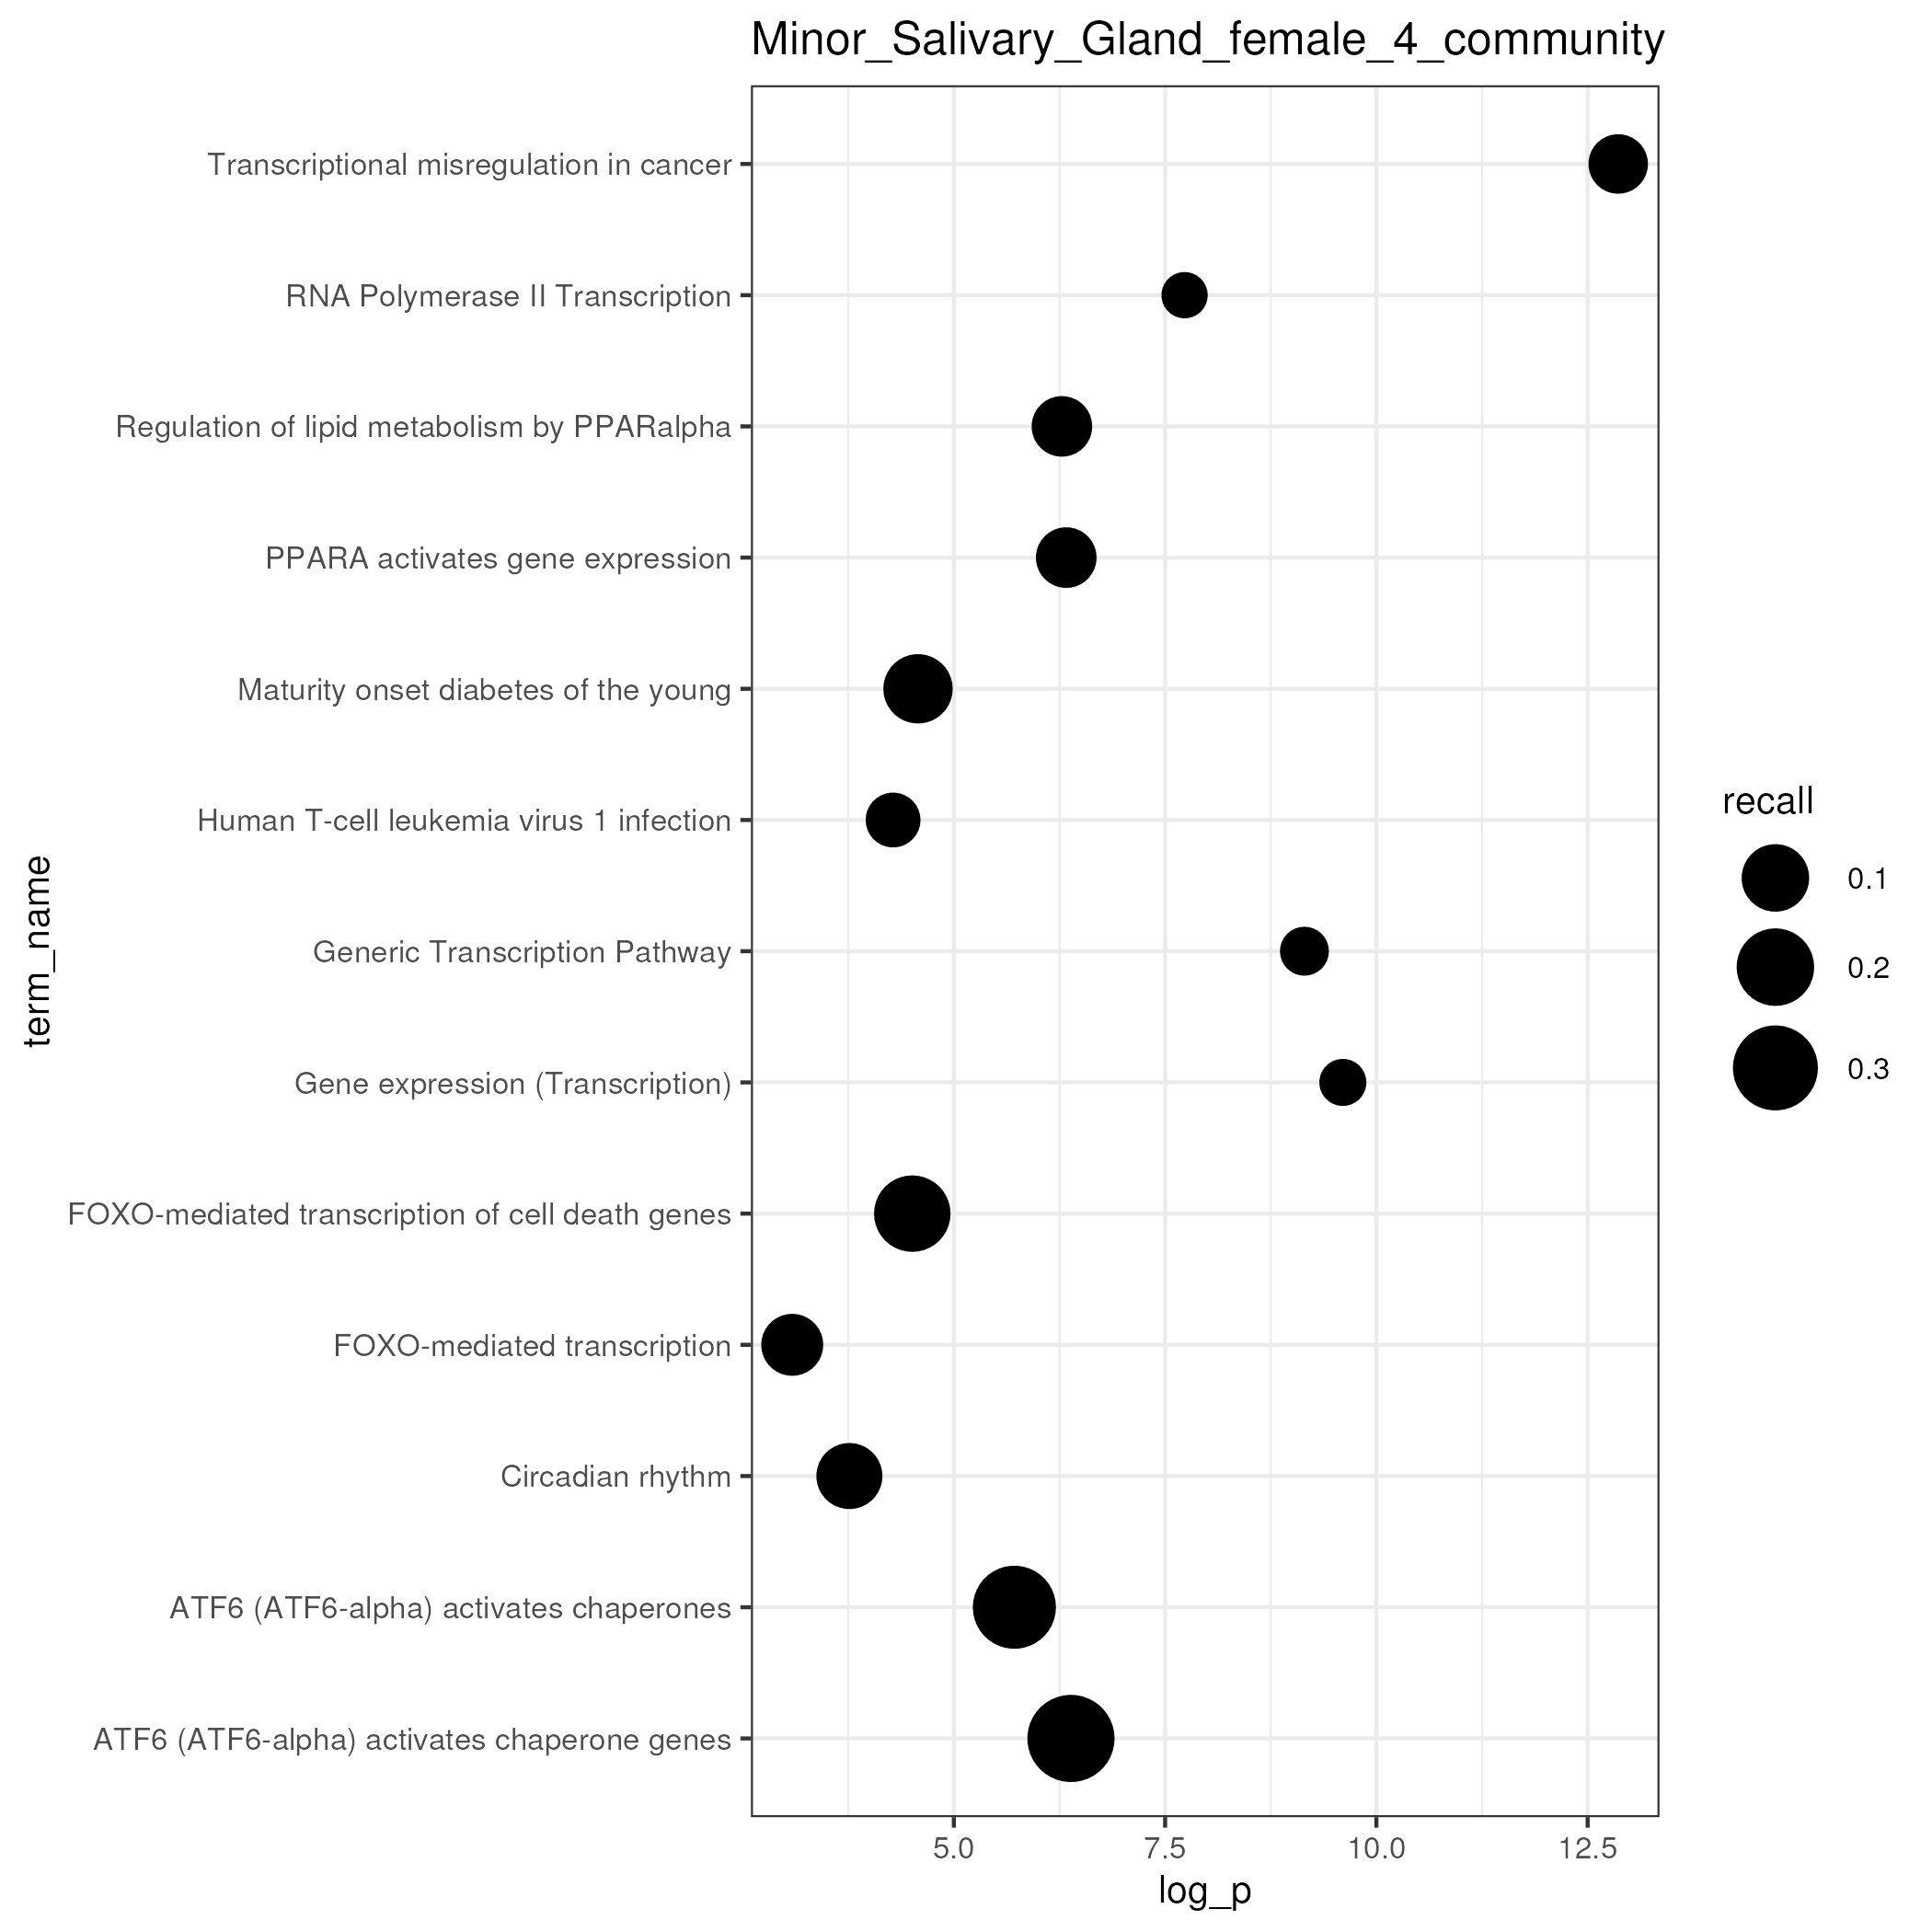 Minor_Salivary_Gland_female_4_community
Transcriptional misregulation in cancer
RNA Polymerase II Transcription
Regulation of lipid metabolism by PPARalpha
PPARA activates gene expression
Maturity onset diabetes of the young
Human T-cell leukemia virus 1 infection
Generic Transcription Pathway
Gene expression (Transcription)
FOXO-mediated transcription of cell death genes
FOXO-mediated transcription
Circadian rhythm
ATF6 (ATF6-alpha) activates chaperones
ATF6 (ATF6-alpha) activates chaperone genes
term_name
5.0 7.5 10.0 12.5
log_p
recall
0.1
0.2
0.3